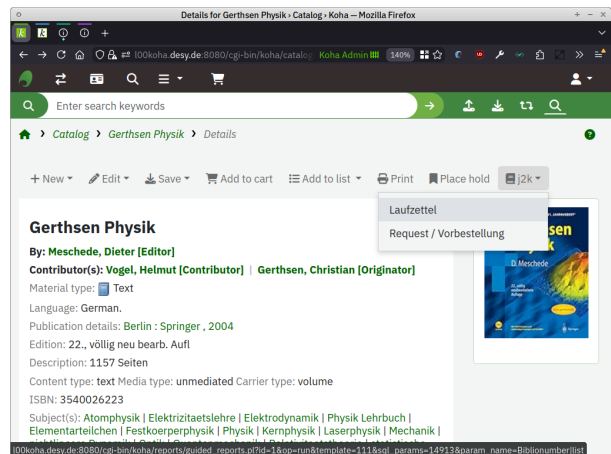 Details for Gerthsen Physik › Catalog › Koha — Mozilla Firefox
l00koha.desy.de:8080/cgi-bin/koha/catalog Koha Admin 140%
Enter search keywords
Catalog Gerthsen Physik Details
New Edit Save Add to cart Add to list Print Place hold j2k
Laufzettel
Request / Vorbestellung
Gerthsen Physik
By: Meschede, Dieter [Editor]
Contributor(s): Vogel, Helmut [Contributor] | Gerthsen, Christian [Originator]
Material type: Text
Language: German.
Publication details: Berlin : Springer , 2004
Edition: 22., völlig neu bearb. Aufl
Description: 1157 Seiten
Content type: text Media type: unmediated Carrier type: volume
ISBN: 3540026223
Subject(s): Atomphysik | Elektrizitaetslehre | Elektrodynamik | Physik Lehrbuch |
Elementarteilchen | Festkoerperphysik | Physik | Kernphysik | Laserphysik | Mechanik |
sen
k
D. Meschede
Springer
l00koha.desy.de:8080/cgi-bin/koha/reports/guided_reports.pl?id=1&op=run&template=111&sql_params=14913&param_name=Biblionumber|list